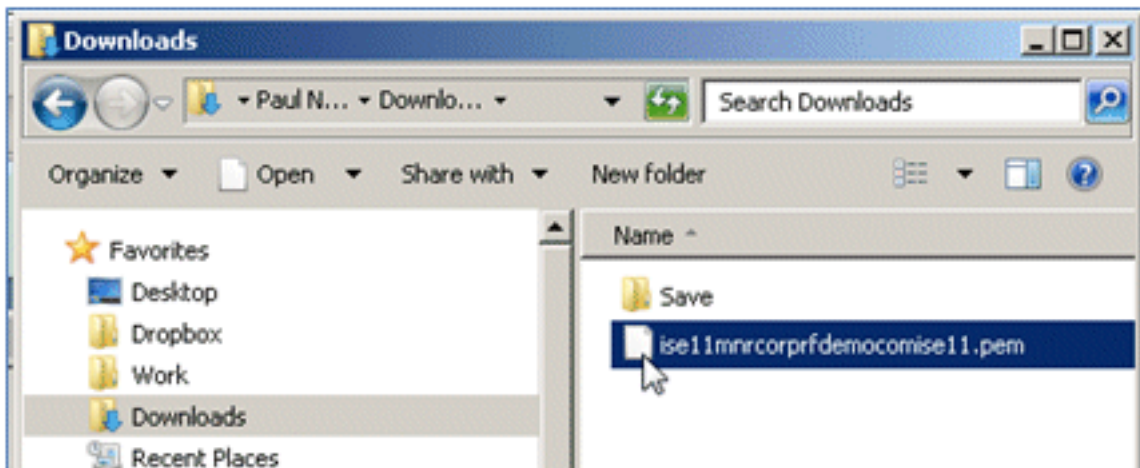 Downloads
Paul N... Downlo...
Search Downloads
Organize Open Share with New folder
Name
Favorites
Desktop
Dropbox
Work
Downloads
Recent Places
Save
ise11mnrcorprfdemocomise11.pem